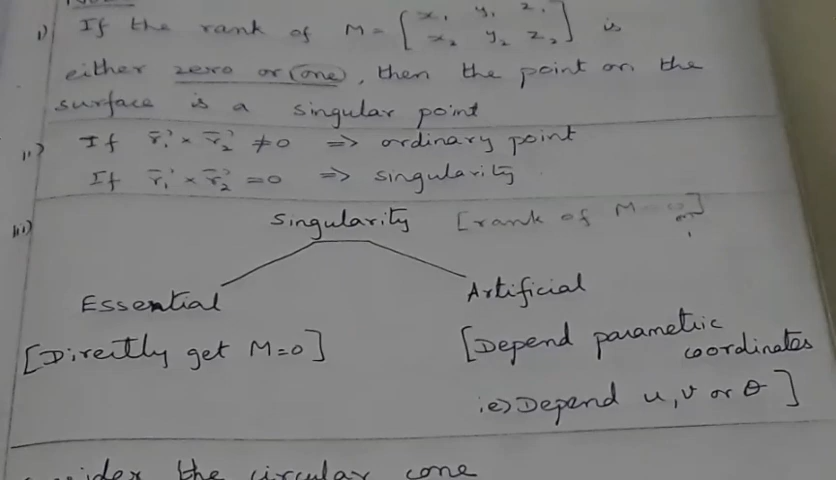 i) If the rank of M = [ x₁ y₁ z₁
x₂ y₂ z₂ ] is
either zero or one, then the point on the
surface is a singular point
ii) If r̄₁ × r̄₂ ≠ 0 => ordinary point
If r̄₁ × r̄₂ = 0 => singularity
iii) Singularity [rank of M
Essential Artificial
[Directly get M=0] [Depend parametric
coordinates
ie) Depend u, v or θ]
the circular cone